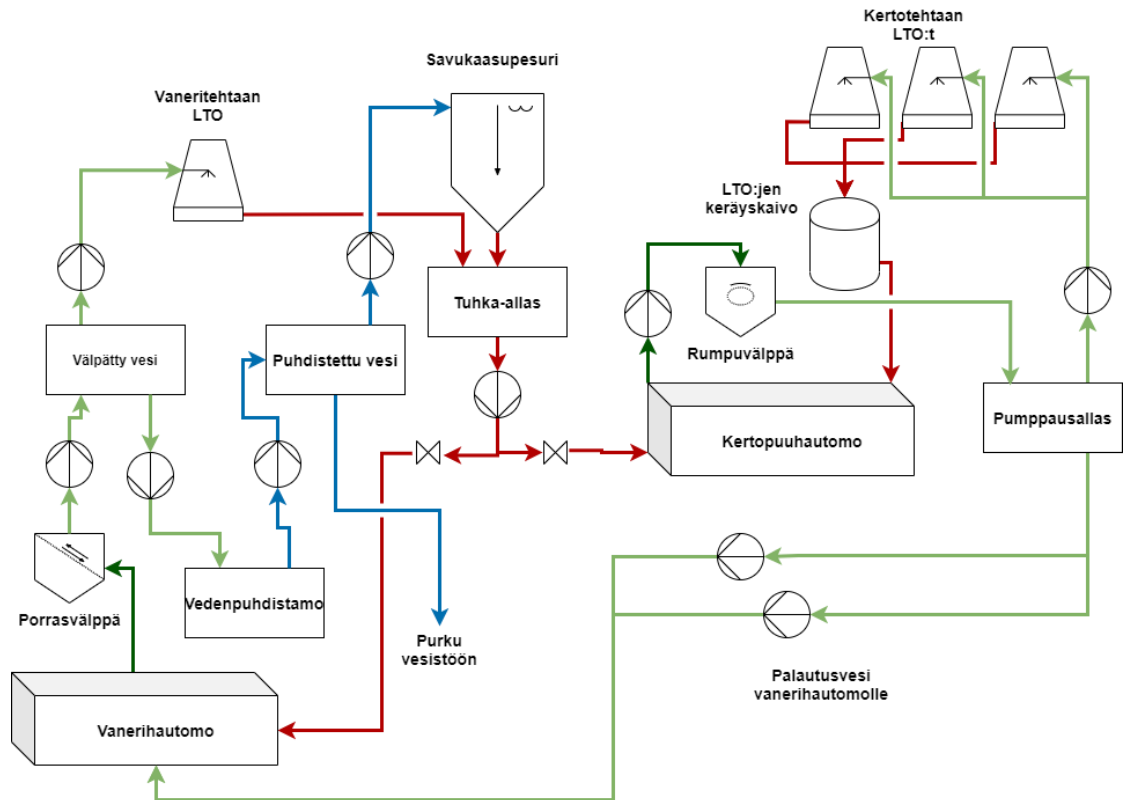 Kertotehtaan
LTO:t
Savukaasupesuri
Vaneritehtaan
LTO
LTO:jen
keräyskaivo
Tuhka-allas
Välpätty vesi
Puhdistettu vesi
Rumpuvälppä
Pumppausallas
Kertopuuhautomo
Vedenpuhdistamo
Porrasvälppä
Purku
vesistöön
Palautusvesi
vanerihautomolle
Vanerihautomo